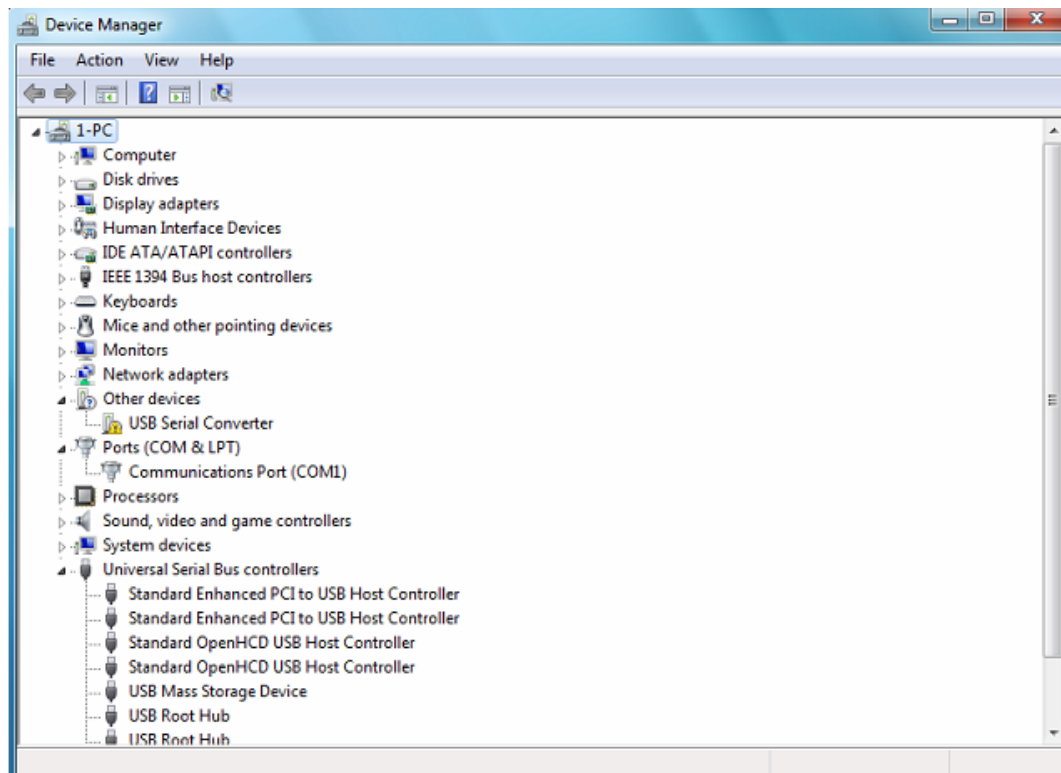 Device Manager
File Action View Help
1-PC
Computer
Disk drives
Display adapters
Human Interface Devices
IDE ATA/ATAPI controllers
IEEE 1394 Bus host controllers
Keyboards
Mice and other pointing devices
Monitors
Network adapters
Other devices
USB Serial Converter
Ports (COM & LPT)
Communications Port (COM1)
Processors
Sound, video and game controllers
System devices
Universal Serial Bus controllers
Standard Enhanced PCI to USB Host Controller
Standard Enhanced PCI to USB Host Controller
Standard OpenHCD USB Host Controller
Standard OpenHCD USB Host Controller
USB Mass Storage Device
USB Root Hub
USB Root Hub